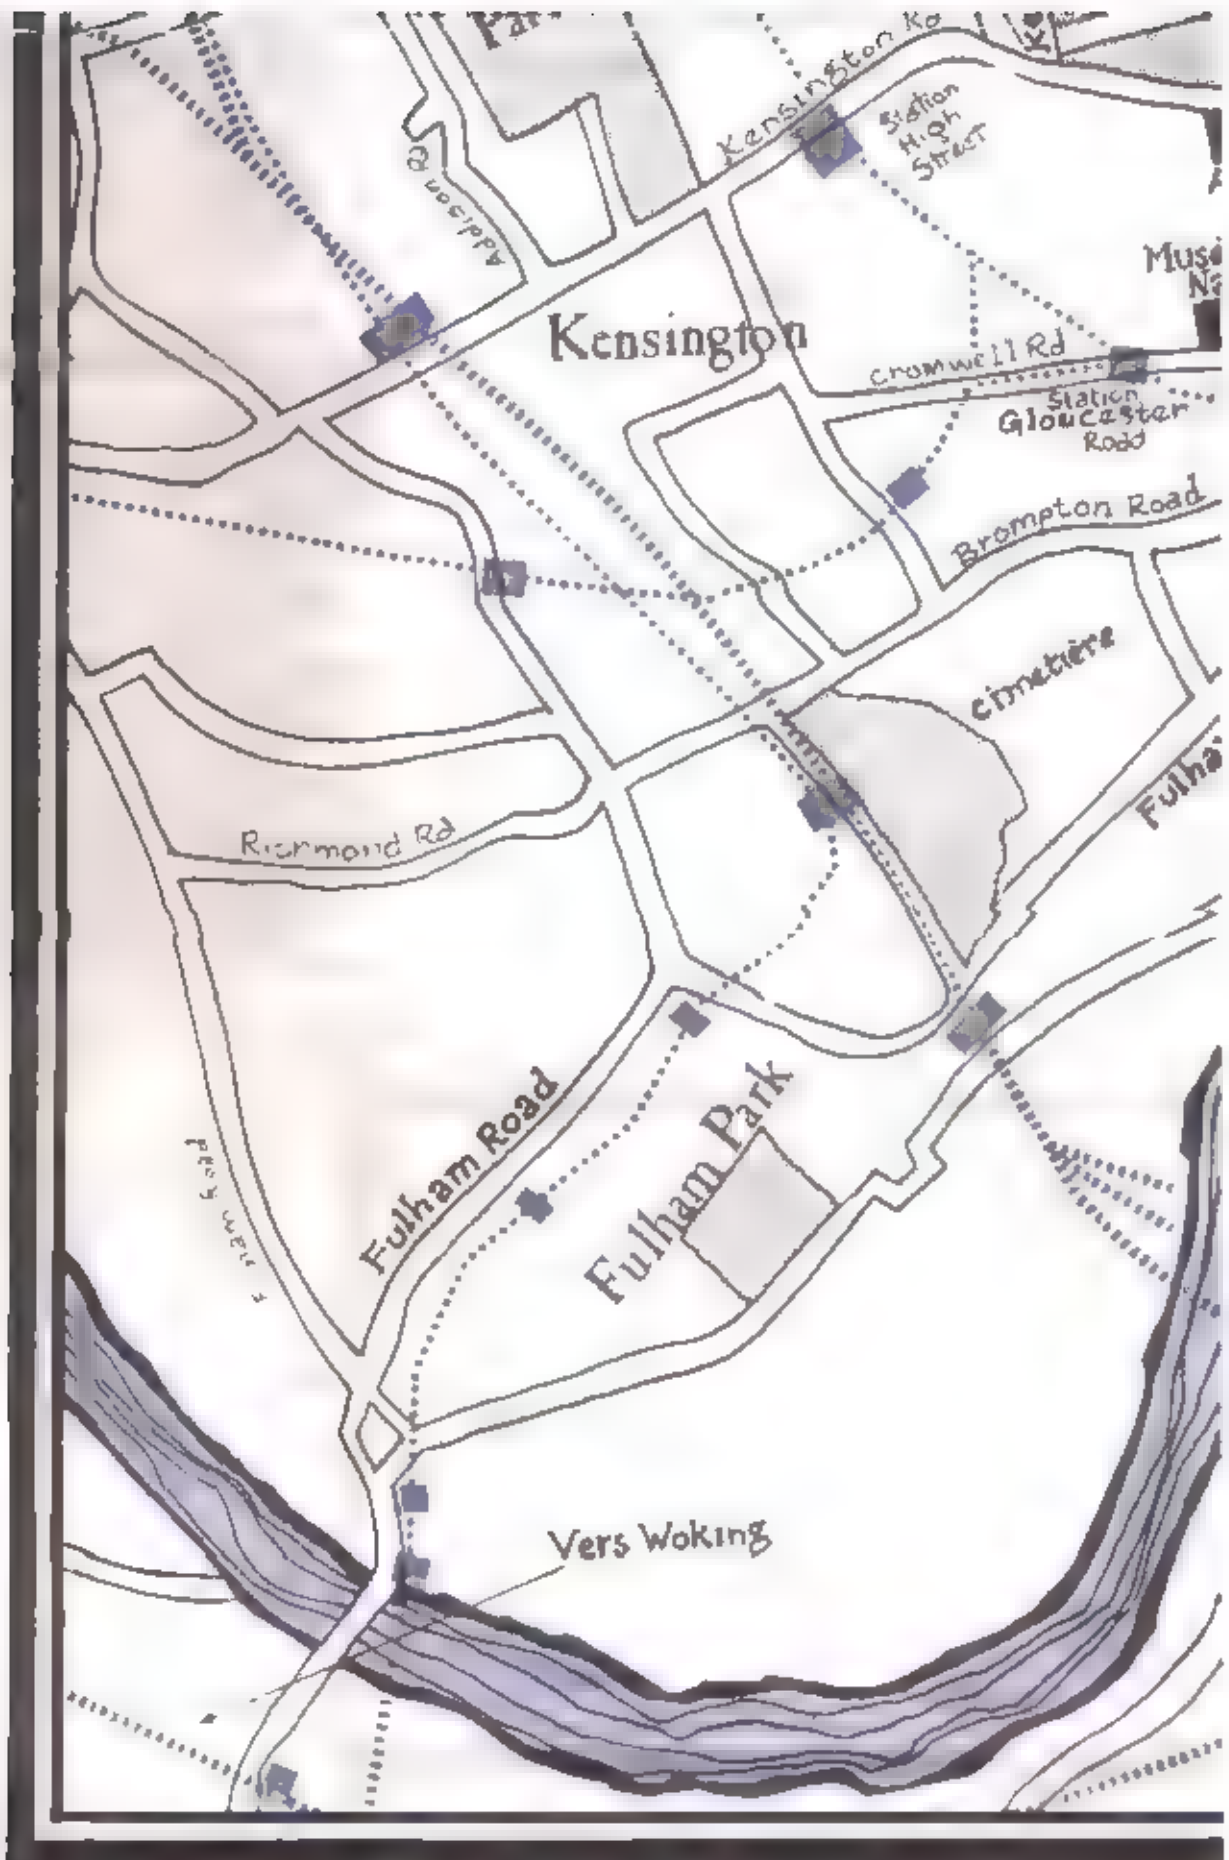 Par
Kensington Rd
Station
High
Street
Addison Rd
Kensington
Cromwell Rd
Station
Gloucester
Road
Brompton Road
cimetière
Richmond Rd
Fulham Road
Fulham Park
Vers Woking